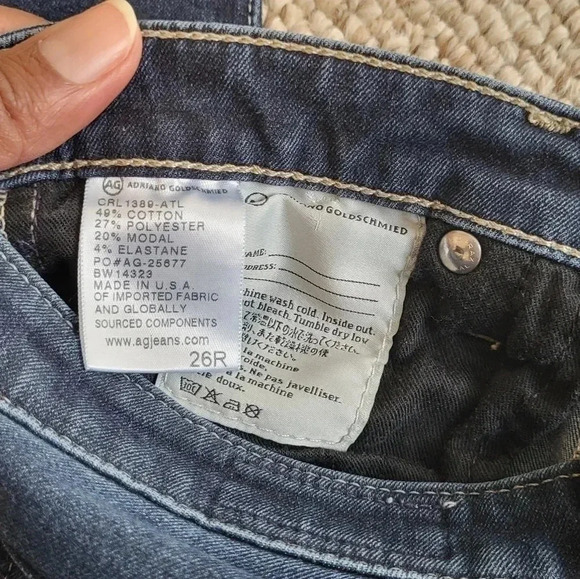 AG ADRIANO GOLDSCHMIED
CRL1389-ATL
49% COTTON
27% POLYESTER
20% MODAL
4% ELASTANE
PO#AG-25677
BW14323
MADE IN U.S.A.
OF IMPORTED FABRIC
AND GLOBALLY
SOURCED COMPONENTS
www.agjeans.com
26R
GOLDSCHMIED
NAME:
ADDRESS:
wash cold. Inside out.
bleach. Tumble dry low
la machine
Ne pas javelliser.
à la machine
doux.